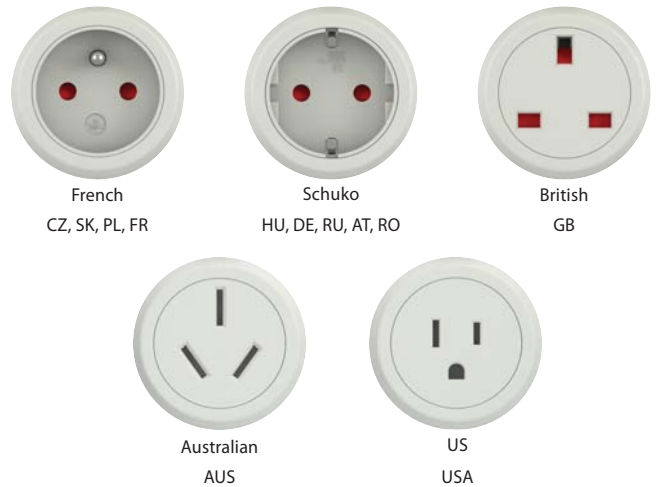 French
CZ, SK, PL, FR
Schuko
HU, DE, RU, AT, RO
British
GB
Australian
AUS
US
USA